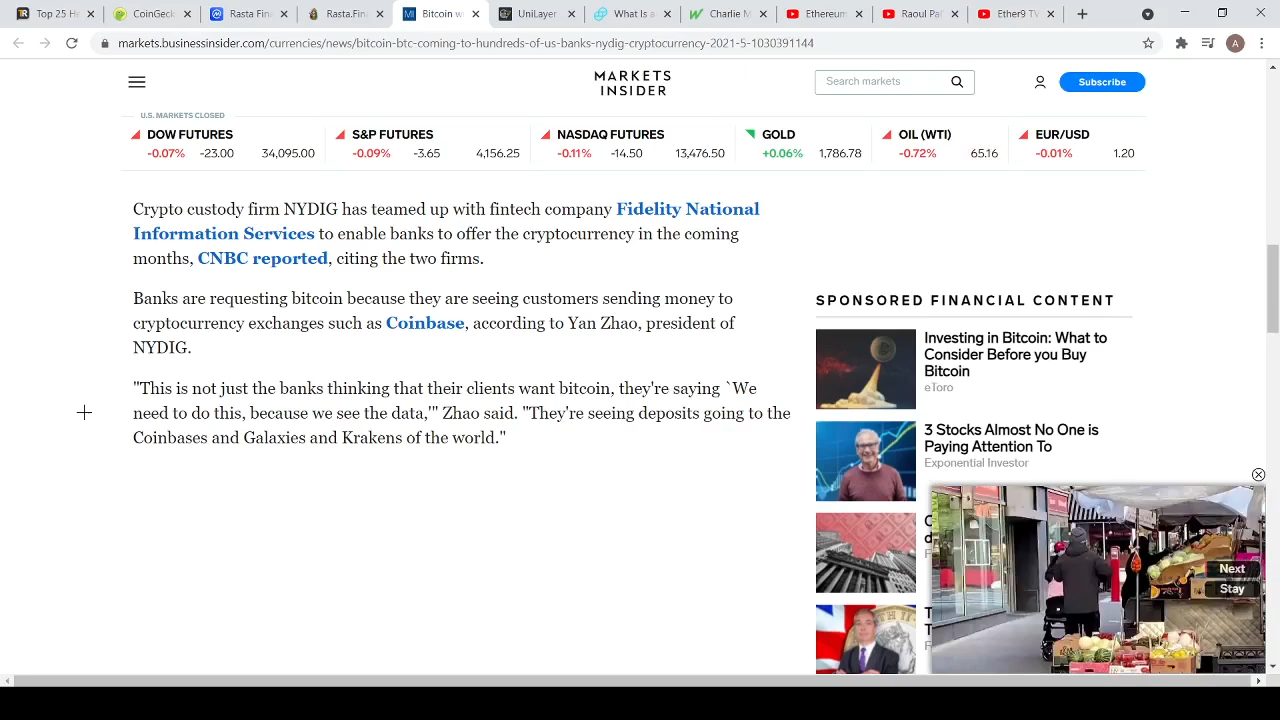 Top 25 He
CoinGeck
Rasta Fina
Rasta.Fina
Bitcoin w
UniLayer
What Is a
Charlie M
Ethereum
Raoul Pal
Ether9 TV
markets.businessinsider.com/currencies/news/bitcoin-btc-coming-to-hundreds-of-us-banks-nydig-cryptocurrency-2021-5-1030391144
A
MARKETS
INSIDER
Search markets
Subscribe
U.S. MARKETS CLOSED
DOW FUTURES
-0.07% -23.00 34,095.00
S&P FUTURES
-0.09% -3.65 4,156.25
NASDAQ FUTURES
-0.11% -14.50 13,476.50
GOLD
+0.06% 1,786.78
OIL (WTI)
-0.72% 65.16
EUR/USD
-0.01% 1.20
Crypto custody firm NYDIG has teamed up with fintech company Fidelity National
Information Services to enable banks to offer the cryptocurrency in the coming
months, CNBC reported, citing the two firms.
Banks are requesting bitcoin because they are seeing customers sending money to
cryptocurrency exchanges such as Coinbase, according to Yan Zhao, president of
NYDIG.
"This is not just the banks thinking that their clients want bitcoin, they're saying `We
need to do this, because we see the data,'" Zhao said. "They're seeing deposits going to the
Coinbases and Galaxies and Krakens of the world."
SPONSORED FINANCIAL CONTENT
Investing in Bitcoin: What to
Consider Before you Buy
Bitcoin
eToro
3 Stocks Almost No One is
Paying Attention To
Exponential Investor
Next
Stay